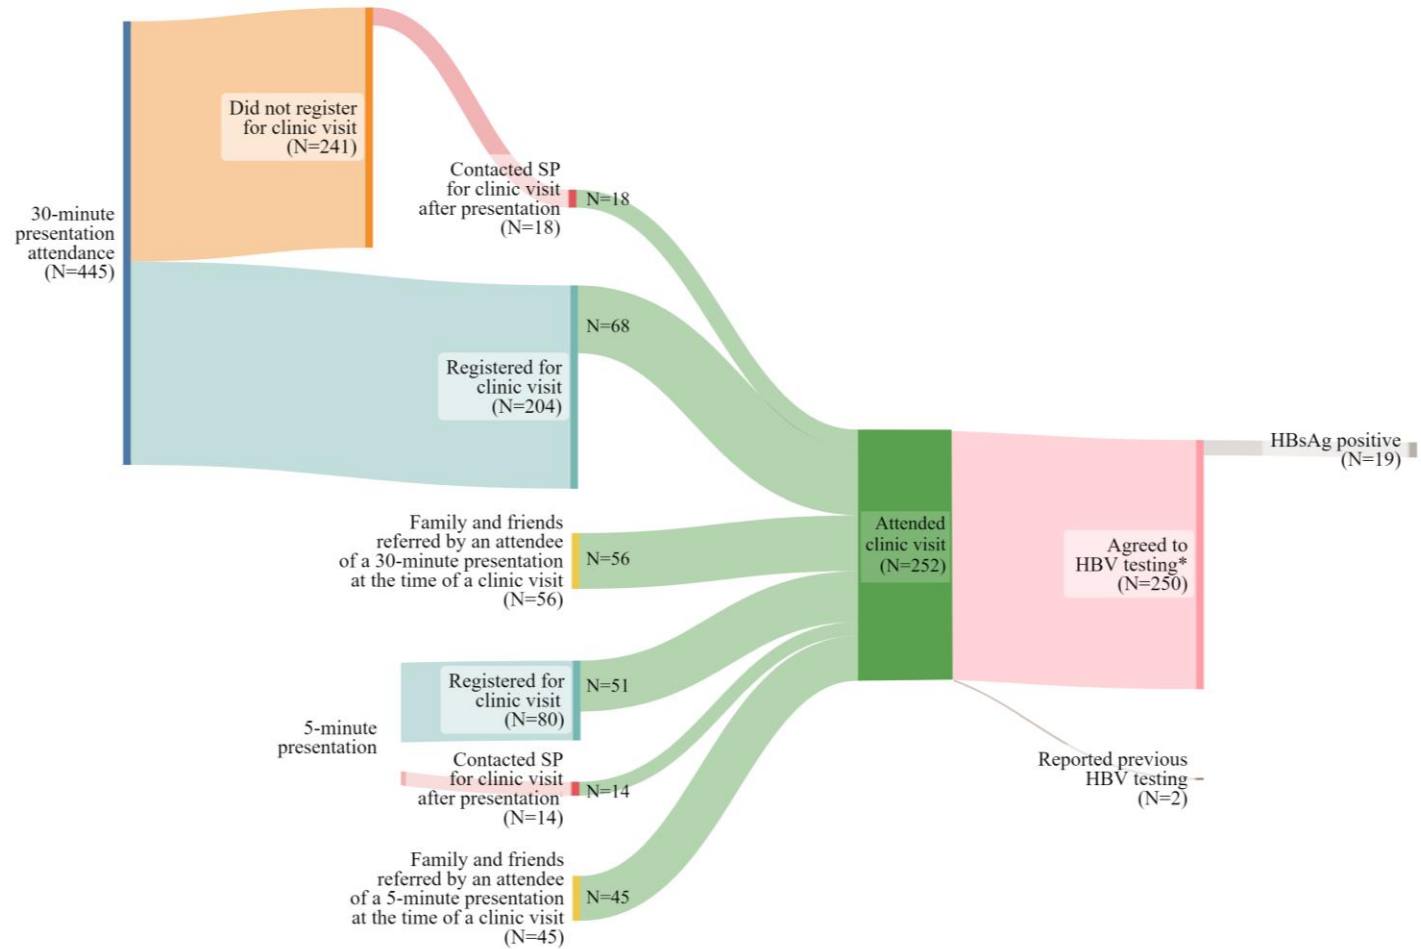 30-minute
presentation
attendance
(N=445)
Did not register
for clinic visit
(N=241)
Contacted SP
for clinic visit
after presentation
(N=18)
N=18
Registered for
clinic visit
(N=204)
N=68
Family and friends
referred by an attendee
of a 30-minute presentation
at the time of a clinic visit
(N=56)
N=56
5-minute
presentation
Registered for
clinic visit
(N=80)
N=51
Contacted SP
for clinic visit
after presentation
(N=14)
N=14
Family and friends
referred by an attendee
of a 5-minute presentation
at the time of a clinic visit
(N=45)
N=45
Attended
clinic visit
(N=252)
Agreed to
HBV testing*
(N=250)
Reported previous
HBV testing
(N=2)
HBsAg positive
(N=19)